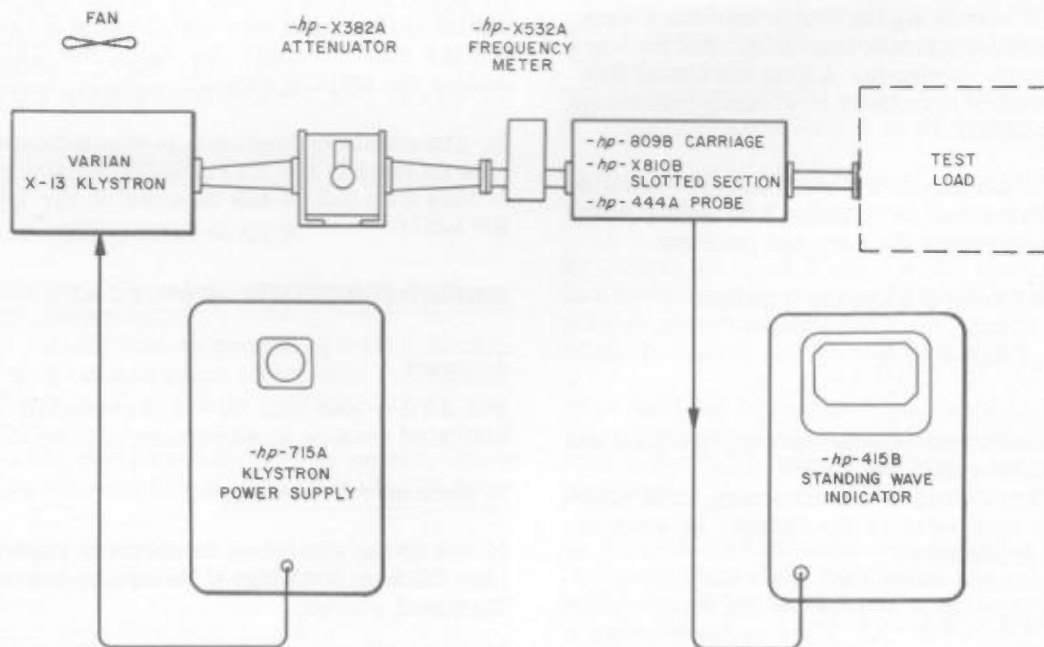 FAN
-hp-X382A
ATTENUATOR
-hp-X532A
FREQUENCY
METER
VARIAN
X-13 KLYSTRON
-hp-809B CARRIAGE
-hp-X810B
SLOTTED SECTION
-hp-444A PROBE
TEST
LOAD
-hp-715A
KLYSTRON
POWER SUPPLY
-hp-415B
STANDING WAVE
INDICATOR